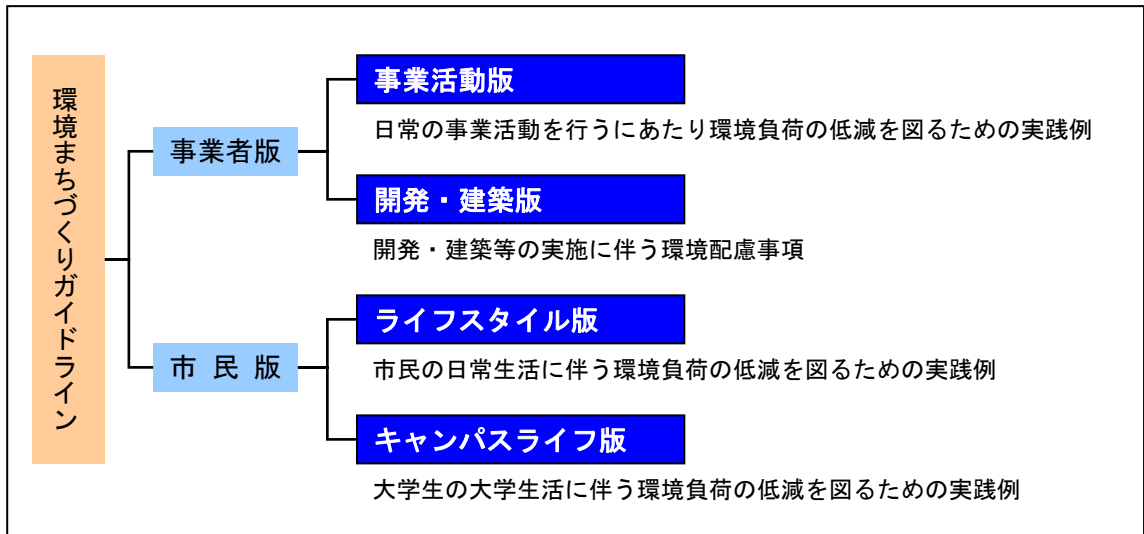 環境まちづくりガイドライン
事業者版
事業活動版
日常の事業活動を行うにあたり環境負荷の低減を図るための実践例
開発・建築版
開発・建築等の実施に伴う環境配慮事項
市民版
ライフスタイル版
市民の日常生活に伴う環境負荷の低減を図るための実践例
キャンパスライフ版
大学生の大学生活に伴う環境負荷の低減を図るための実践例